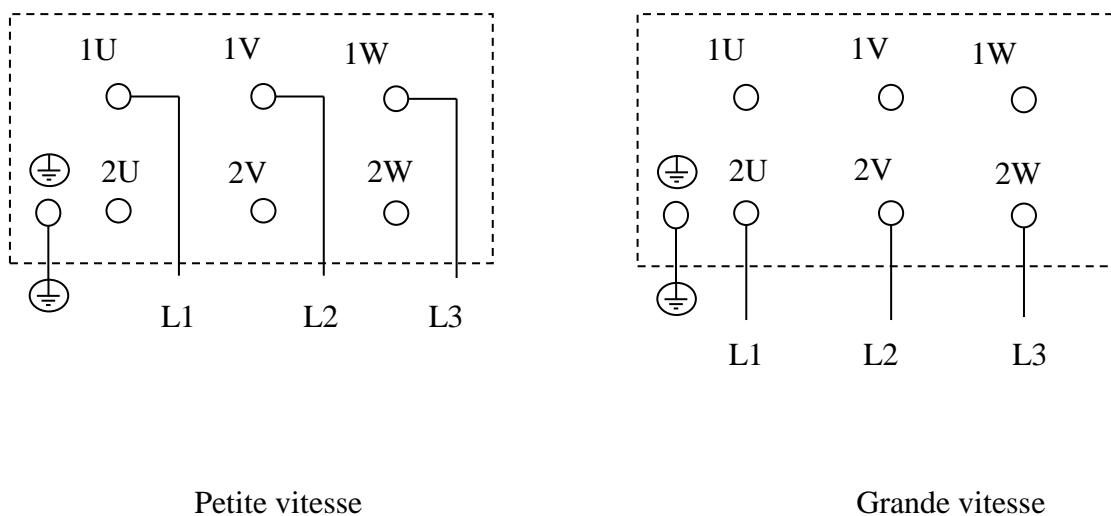 1U 1V 1W
2U 2V 2W
L1 L2 L3
Petite vitesse
1U 1V 1W
2U 2V 2W
L1 L2 L3
Grande vitesse